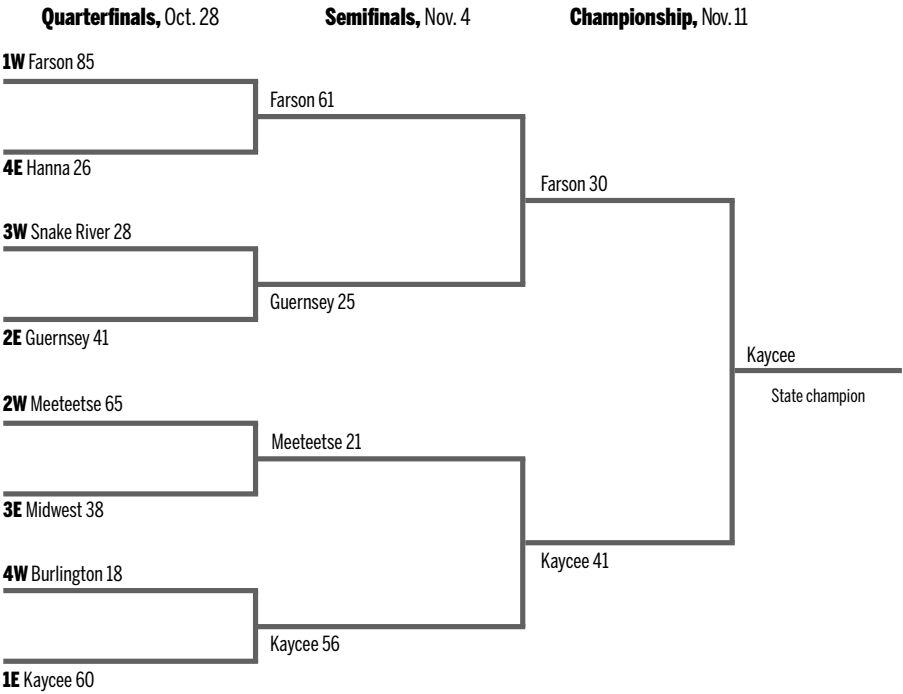 Quarterfinals, Oct. 28
Semifinals, Nov. 4
Championship, Nov. 11
1W Farson 85
4E Hanna 26
3W Snake River 28
2E Guernsey 41
2W Meeteetse 65
3E Midwest 38
4W Burlington 18
1E Kaycee 60
Farson 61
Guernsey 25
Meeteetse 21
Kaycee 56
Farson 30
Kaycee 41
Kaycee
State champion